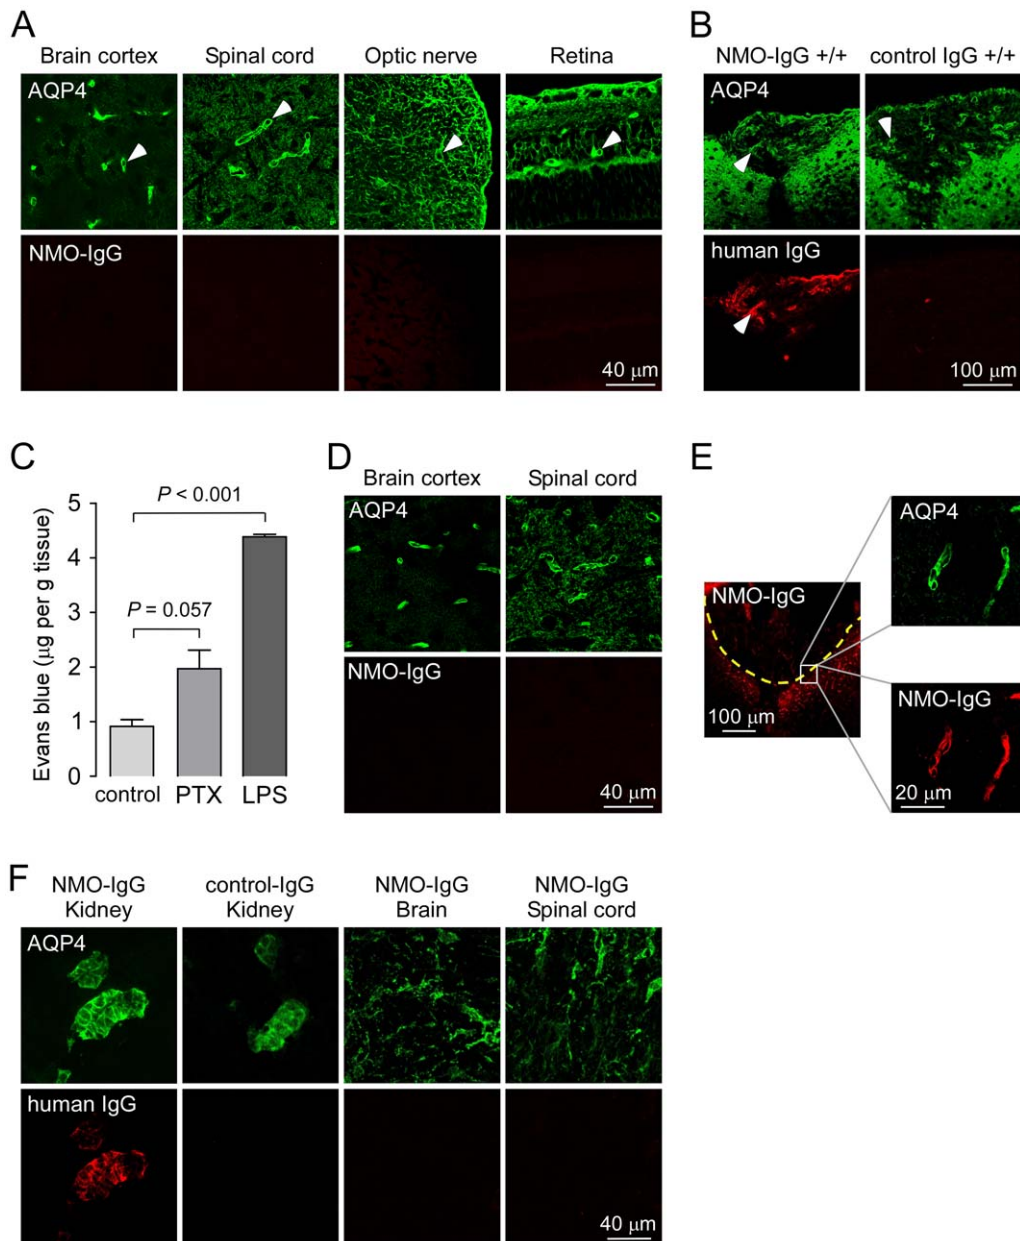 A
Brain cortex Spinal cord Optic nerve Retina
AQP4
NMO-IgG
40 μm
B
NMO-IgG +/+ control IgG +/+
AQP4
human IgG
100 μm
C
Evans blue (μg per g tissue)
5
4
3
2
1
0
P < 0.001
P = 0.057
control PTX LPS
D
Brain cortex Spinal cord
AQP4
NMO-IgG
40 μm
E
NMO-IgG
100 μm
AQP4
NMO-IgG
20 μm
F
NMO-IgG control-IgG NMO-IgG NMO-IgG
Kidney Kidney Brain Spinal cord
AQP4
human IgG
40 μm